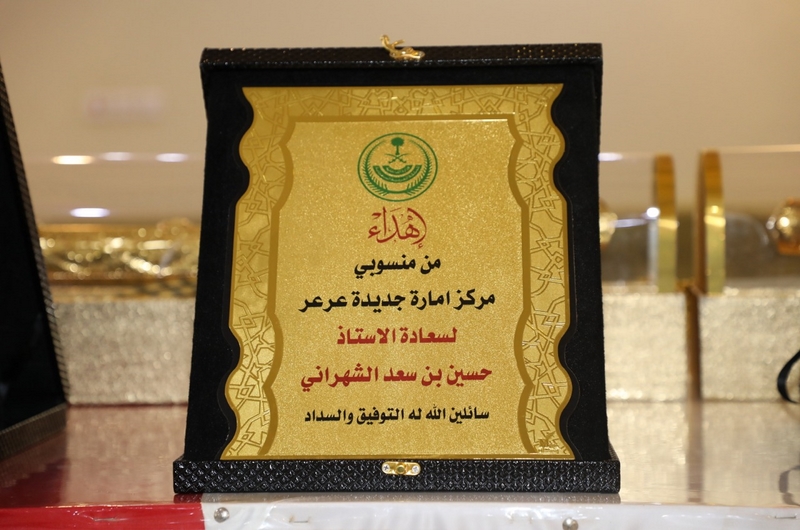 إهداء
من منسوبي
مركز امارة جديدة عرعر
لسعادة الاستاذ
حسين بن سعد الشهراني
سائلين الله له التوفيق والسداد